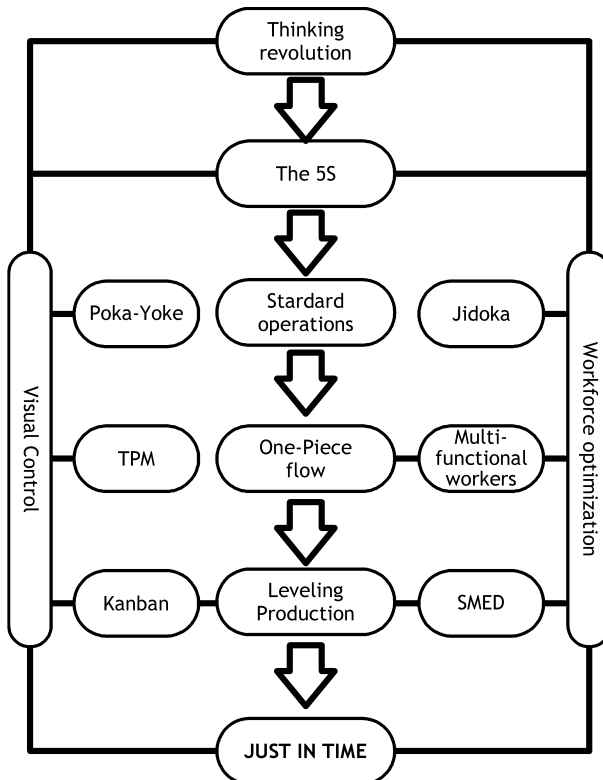 Thinking
revolution
The 5S
Poka-Yoke
Stardard
operations
Jidoka
Visual Control
Workforce optimization
TPM
One-Piece
flow
Multi-
functional
workers
Kanban
Leveling
Production
SMED
JUST IN TIME